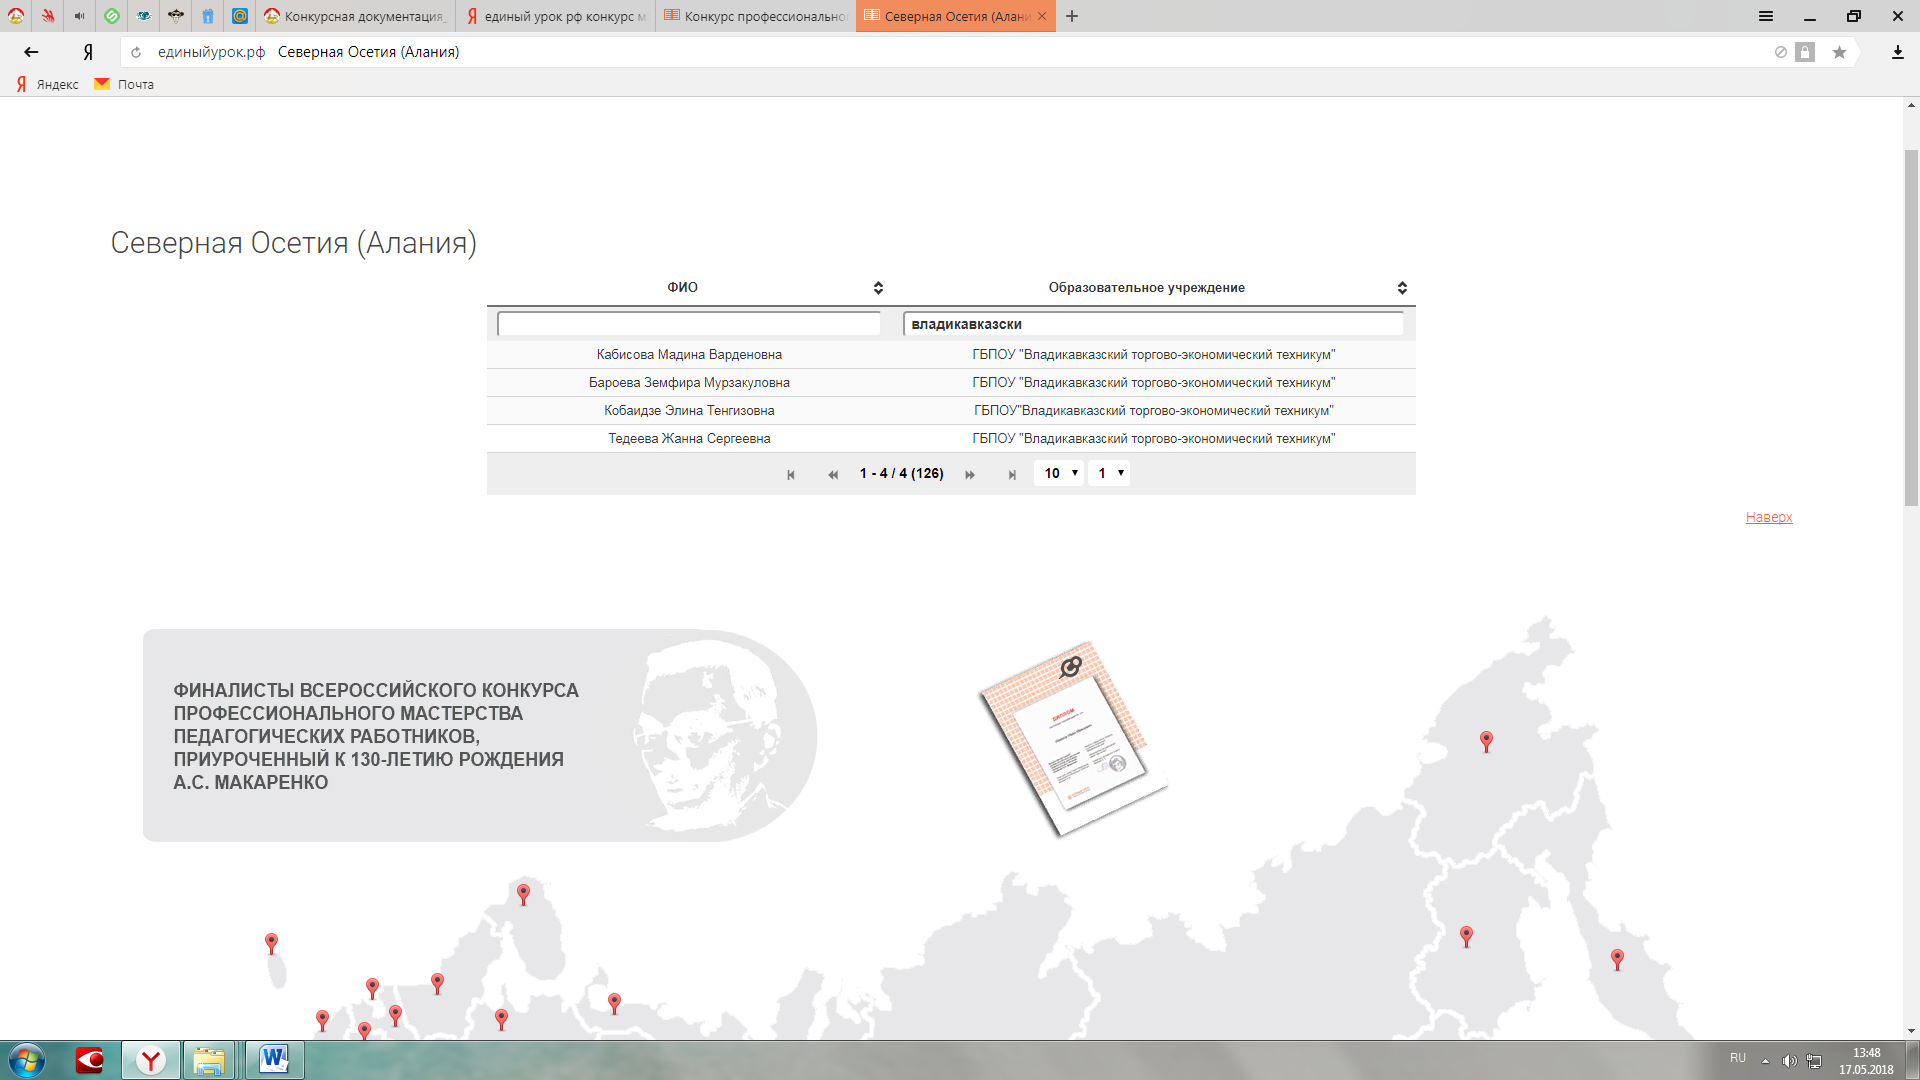 Конкурсная документация_
единый урок рф конкурс м
Конкурс профессионально
Северная Осетия (Алани
единыйурок.рф Северная Осетия (Алания)
Яндекс Почта
Северная Осетия (Алания)
ФИО Образовательное учреждение
владикавказски
Кабисова Мадина Варденовна ГБПОУ "Владикавказский торгово-экономический техникум"
Бароева Земфира Мурзакуловна ГБПОУ "Владикавказский торгово-экономический техникум"
Кобаидзе Элина Тенгизовна ГБПОУ"Владикавказский торгово-экономический техникум"
Тедеева Жанна Сергеевна ГБПОУ "Владикавказский торгово-экономический техникум"
1 - 4 / 4 (126) 10 1
Наверх
ФИНАЛИСТЫ ВСЕРОССИЙСКОГО КОНКУРСА
ПРОФЕССИОНАЛЬНОГО МАСТЕРСТВА
ПЕДАГОГИЧЕСКИХ РАБОТНИКОВ,
ПРИУРОЧЕННЫЙ К 130-ЛЕТИЮ РОЖДЕНИЯ
А.С. МАКАРЕНКО
ДИПЛОМ
RU
13:48
17.05.2018